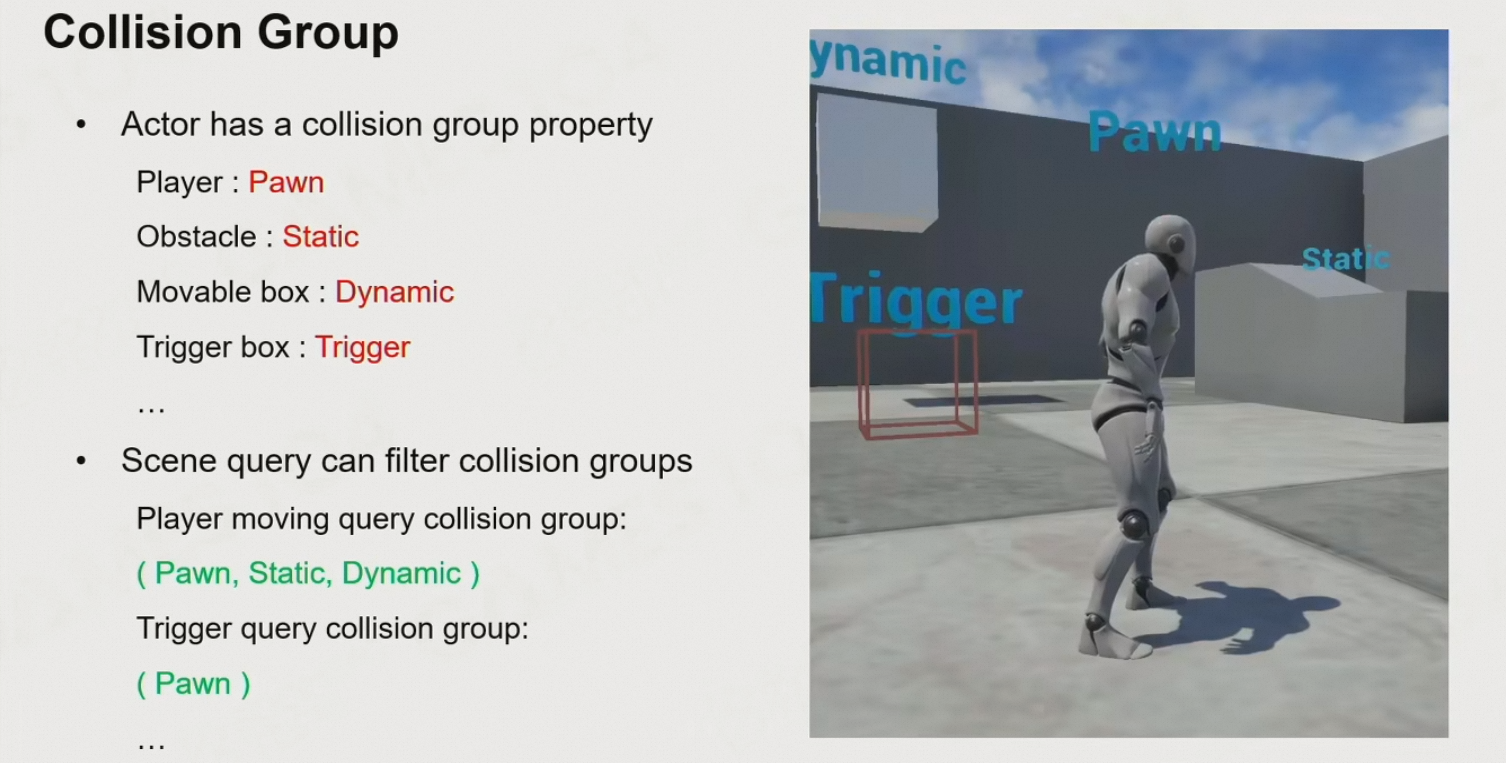 Collision Group
• Actor has a collision group property
Player : Pawn
Obstacle : Static
Movable box : Dynamic
Trigger box : Trigger
…
• Scene query can filter collision groups
Player moving query collision group:
( Pawn, Static, Dynamic )
Trigger query collision group:
( Pawn )
…
ynamic
Pawn
Static
Trigger